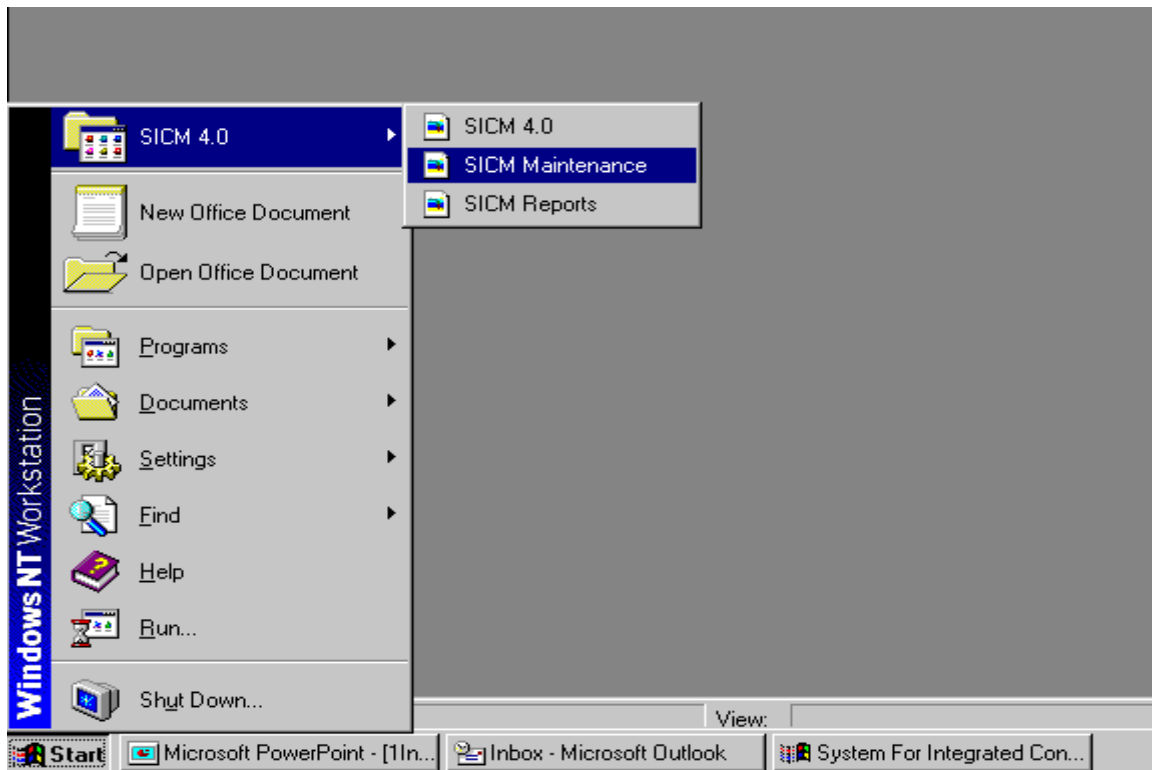 SICM 4.0
SICM 4.0
SICM Maintenance
SICM Reports
New Office Document
Open Office Document
Programs
Documents
Settings
Find
Help
Run...
Shut Down...
Windows NT Workstation
View:
Start
Microsoft PowerPoint - [1In...
Inbox - Microsoft Outlook
System For Integrated Con...